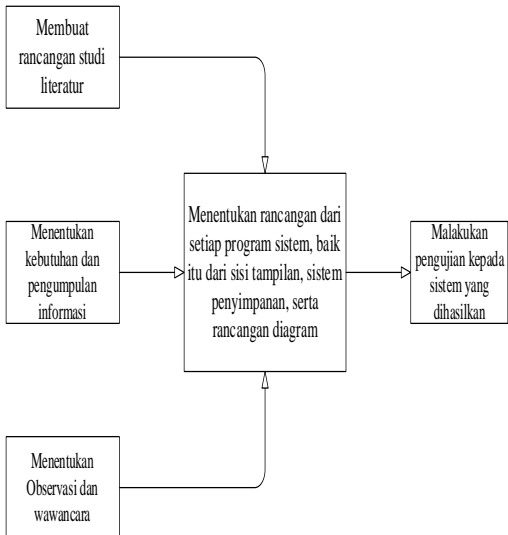 Membuat
rancangan studi
literatur
Menentukan
kebutuhan dan
pengumpulan
informasi
Menentukan
Observasi dan
wawancara
Menentukan rancangan dari
setiap program sistem, baik
itu dari sisi tampilan, sistem
penyimpanan, serta
rancangan diagram
Malakukan
pengujian kepada
sistem yang
dihasilkan